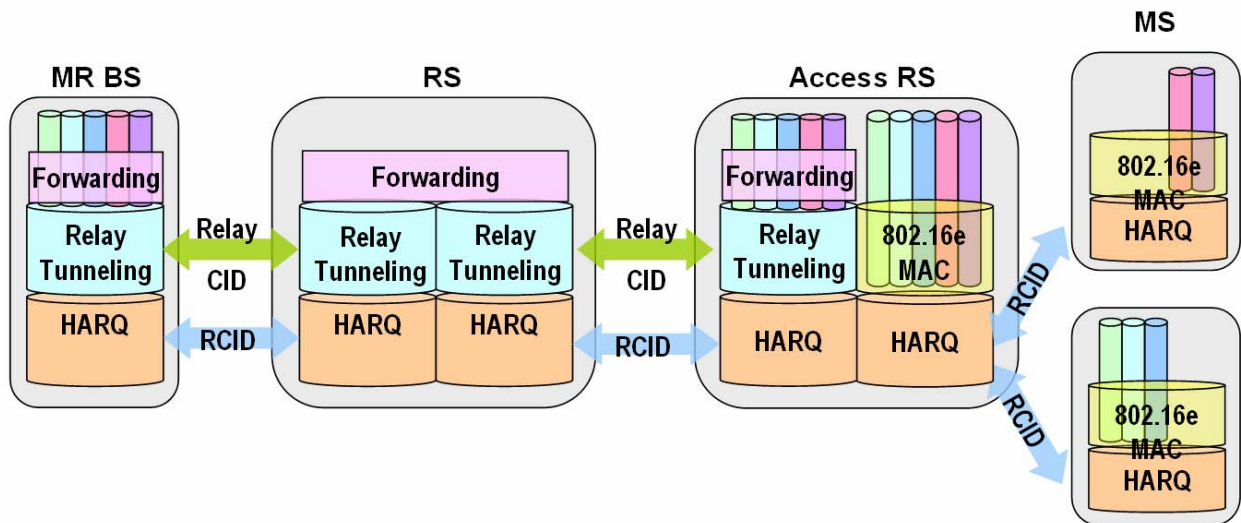 MR BS
Forwarding
Relay
Tunneling
HARQ
Relay
CID
RCID
RS
Forwarding
Relay
Tunneling
Relay
Tunneling
HARQ
HARQ
Relay
CID
RCID
Access RS
Forwarding
Relay
Tunneling
802.16e
MAC
HARQ
HARQ
RCID
RCID
MS
802.16e
MAC
HARQ
802.16e
MAC
HARQ